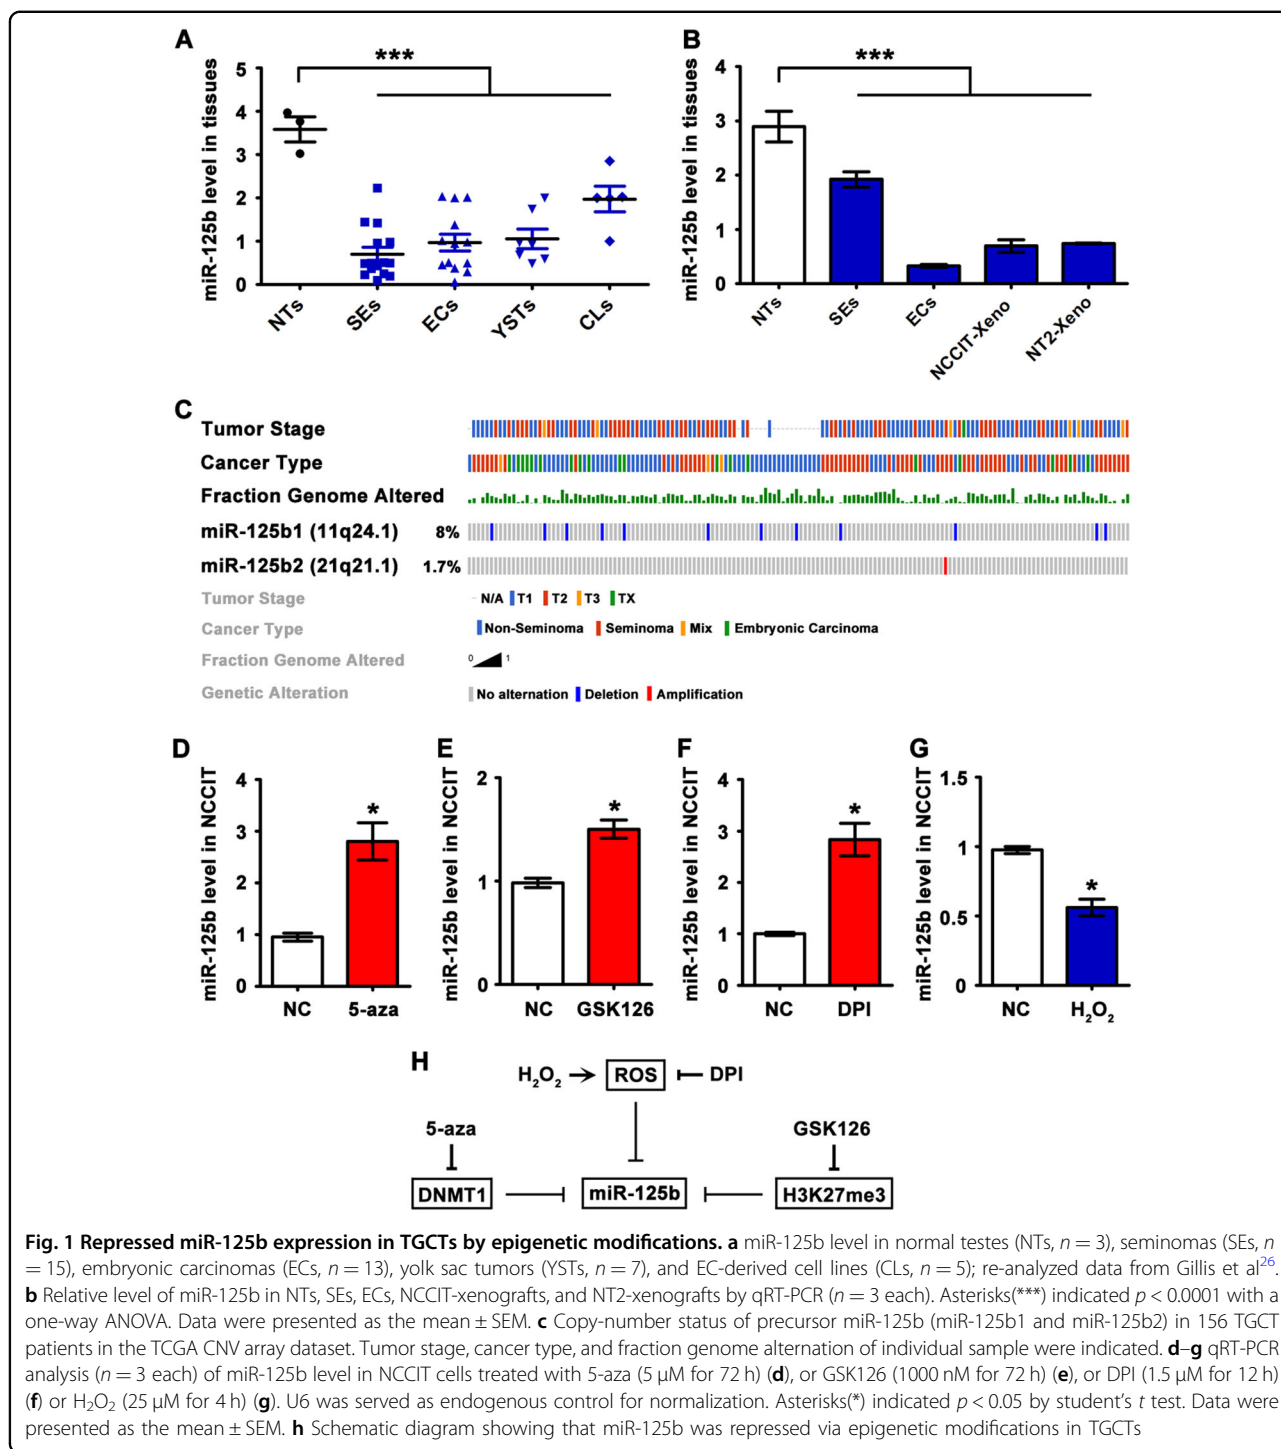 A
***
miR-125b level in tissues
5
4
3
2
1
0
NTs
SEs
ECs
YSTs
CLs
B
***
miR-125b level in tissues
4
3
2
1
0
NTs
SEs
ECs
NCCIT-Xeno
NT2-Xeno
C
Tumor Stage
Cancer Type
Fraction Genome Altered
miR-125b1 (11q24.1) 8%
miR-125b2 (21q21.1) 1.7%
Tumor Stage N/A T1 T2 T3 TX
Cancer Type Non-Seminoma Seminoma Mix Embryonic Carcinoma
Fraction Genome Altered 0 1
Genetic Alteration No alternation Deletion Amplification
D
miR-125b level in NCCIT
4
3
2
1
0
*
NC 5-aza
E
miR-125b level in NCCIT
2
1
0
*
NC GSK126
F
miR-125b level in NCCIT
4
3
2
1
0
*
NC DPI
G
miR-125b level in NCCIT
1.5
1
0.5
0
*
NC H₂O₂
H
H₂O₂ ROS DPI
5-aza GSK126
DNMT1 miR-125b H3K27me3
Fig. 1 Repressed miR-125b expression in TGCTs by epigenetic modifications. a miR-125b level in normal testes (NTs, n = 3), seminomas (SEs, n
= 15), embryonic carcinomas (ECs, n = 13), yolk sac tumors (YSTs, n = 7), and EC-derived cell lines (CLs, n = 5); re-analyzed data from Gillis et al²⁶.
b Relative level of miR-125b in NTs, SEs, ECs, NCCIT-xenografts, and NT2-xenografts by qRT-PCR (n = 3 each). Asterisks(***) indicated p < 0.0001 with a
one-way ANOVA. Data were presented as the mean ± SEM. c Copy-number status of precursor miR-125b (miR-125b1 and miR-125b2) in 156 TGCT
patients in the TCGA CNV array dataset. Tumor stage, cancer type, and fraction genome alternation of individual sample were indicated. d–g qRT-PCR
analysis (n = 3 each) of miR-125b level in NCCIT cells treated with 5-aza (5 μM for 72 h) (d), or GSK126 (1000 nM for 72 h) (e), or DPI (1.5 μM for 12 h)
(f) or H₂O₂ (25 μM for 4 h) (g). U6 was served as endogenous control for normalization. Asterisks(*) indicated p < 0.05 by student's t test. Data were
presented as the mean ± SEM. h Schematic diagram showing that miR-125b was repressed via epigenetic modifications in TGCTs